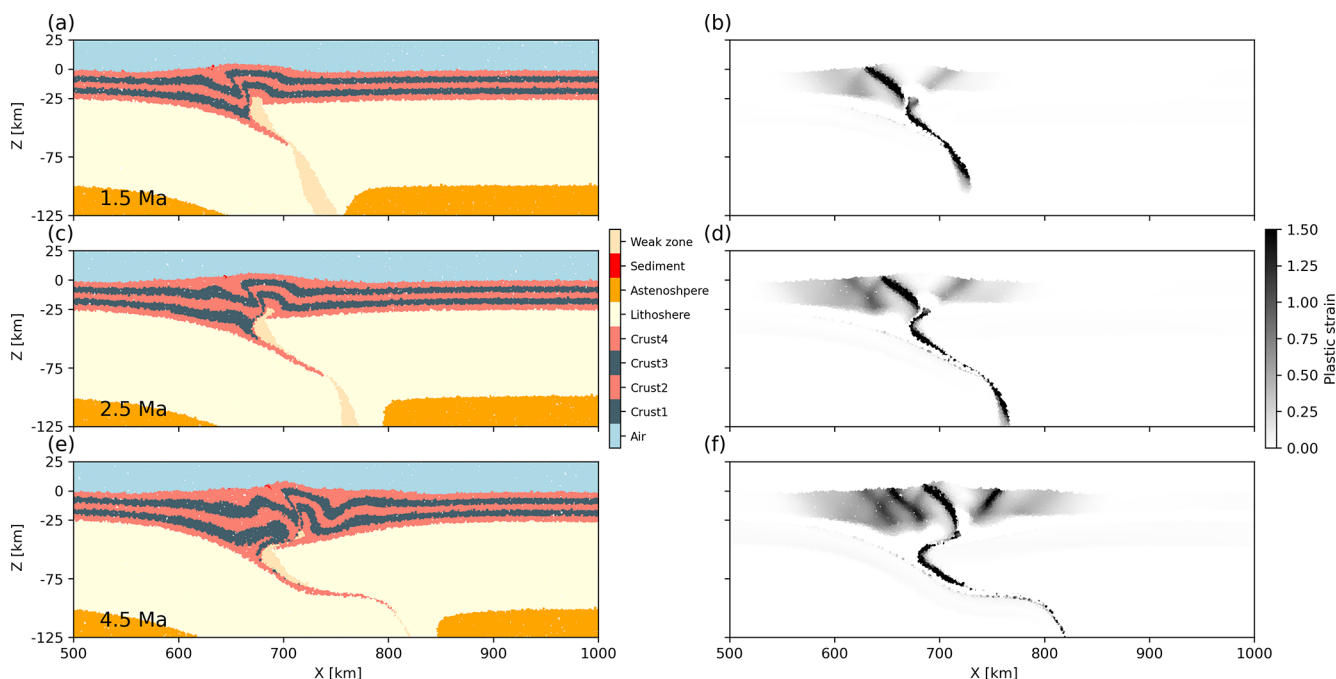 (a)
(b)
25
0
-25
-75
-125
Z [km]
1.5 Ma
(c)
(d)
25
0
-25
-75
-125
Z [km]
2.5 Ma
Weak zone
Sediment
Astenoshpere
Lithoshere
Crust4
Crust3
Crust2
Crust1
Air
1.50
1.25
1.00
0.75
0.50
0.25
0.00
Plastic strain
(e)
(f)
25
0
-25
-75
-125
Z [km]
4.5 Ma
500 600 700 800 900 1000
X [km]
500 600 700 800 900 1000
X [km]